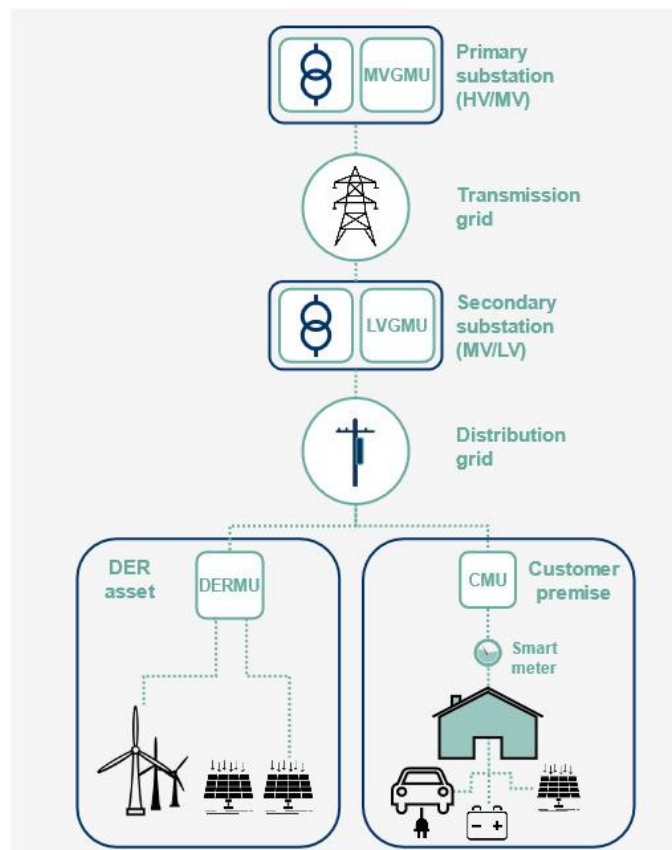 MVGMU
Primary
substation
(HV/MV)
Transmission
grid
LVGMU
Secondary
substation
(MV/LV)
Distribution
grid
DER
asset
DERMU
CMU
Customer
premise
Smart
meter